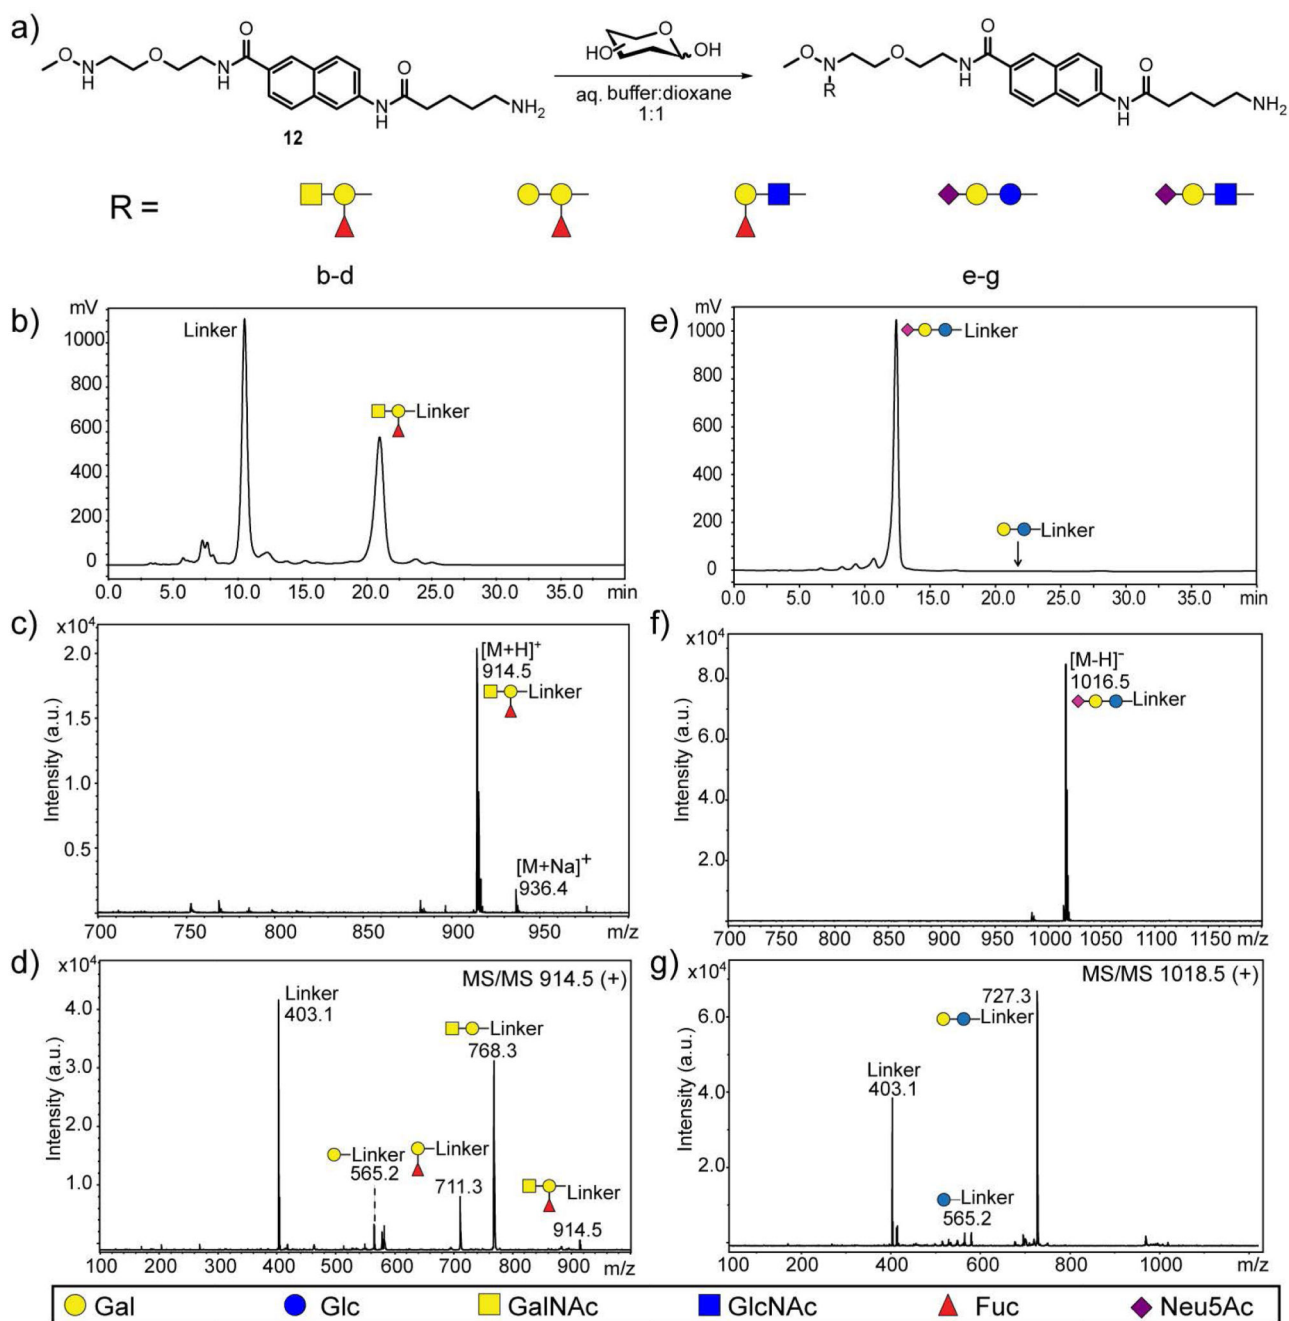 a)
O
N
H
O
N
H
O
O
N
H
NH2
12
HO
O
OH
aq. buffer:dioxane
1:1
O
N
R
O
N
H
O
O
N
H
NH2
R =
b-d
e-g
b)
mV
1000
800
600
400
200
0
Linker
Linker
0.0 5.0 10.0 15.0 20.0 25.0 30.0 35.0 min
e)
mV
1000
800
600
400
200
0
Linker
Linker
0.0 5.0 10.0 15.0 20.0 25.0 30.0 35.0 min
c)
x10⁴
2.0
1.5
1.0
0.5
Intensity (a.u.)
[M+H]⁺
914.5
Linker
[M+Na]⁺
936.4
700 750 800 850 900 950 m/z
f)
x10⁴
8.0
6.0
4.0
2.0
Intensity (a.u.)
[M-H]⁻
1016.5
Linker
700 750 800 850 900 950 1000 1050 1100 1150 m/z
d)
x10⁴
4.0
3.0
2.0
1.0
Intensity (a.u.)
MS/MS 914.5 (+)
Linker
403.1
Linker
768.3
Linker
565.2
Linker
711.3
Linker
914.5
100 200 300 400 500 600 700 800 900 m/z
g)
x10⁴
6.0
4.0
2.0
Intensity (a.u.)
MS/MS 1018.5 (+)
727.3
Linker
Linker
403.1
Linker
565.2
100 200 400 600 800 1000 m/z
Gal Glc GalNAc GlcNAc Fuc Neu5Ac